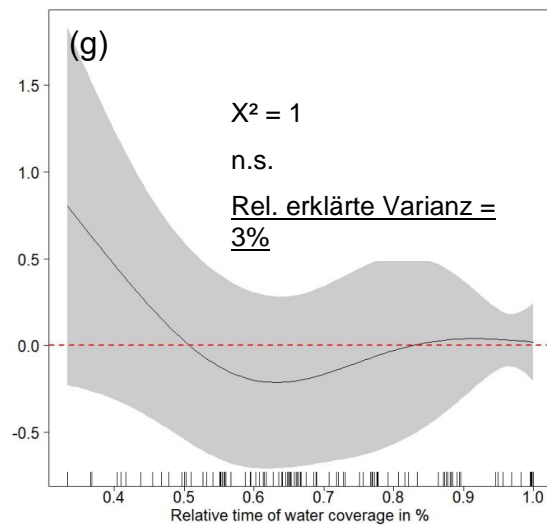 (g)
1.5
X² = 1
n.s.
1.0
Rel. erklärte Varianz =
3%
0.5
0.0
-0.5
0.4 0.5 0.6 0.7 0.8 0.9 1.0
Relative time of water coverage in %